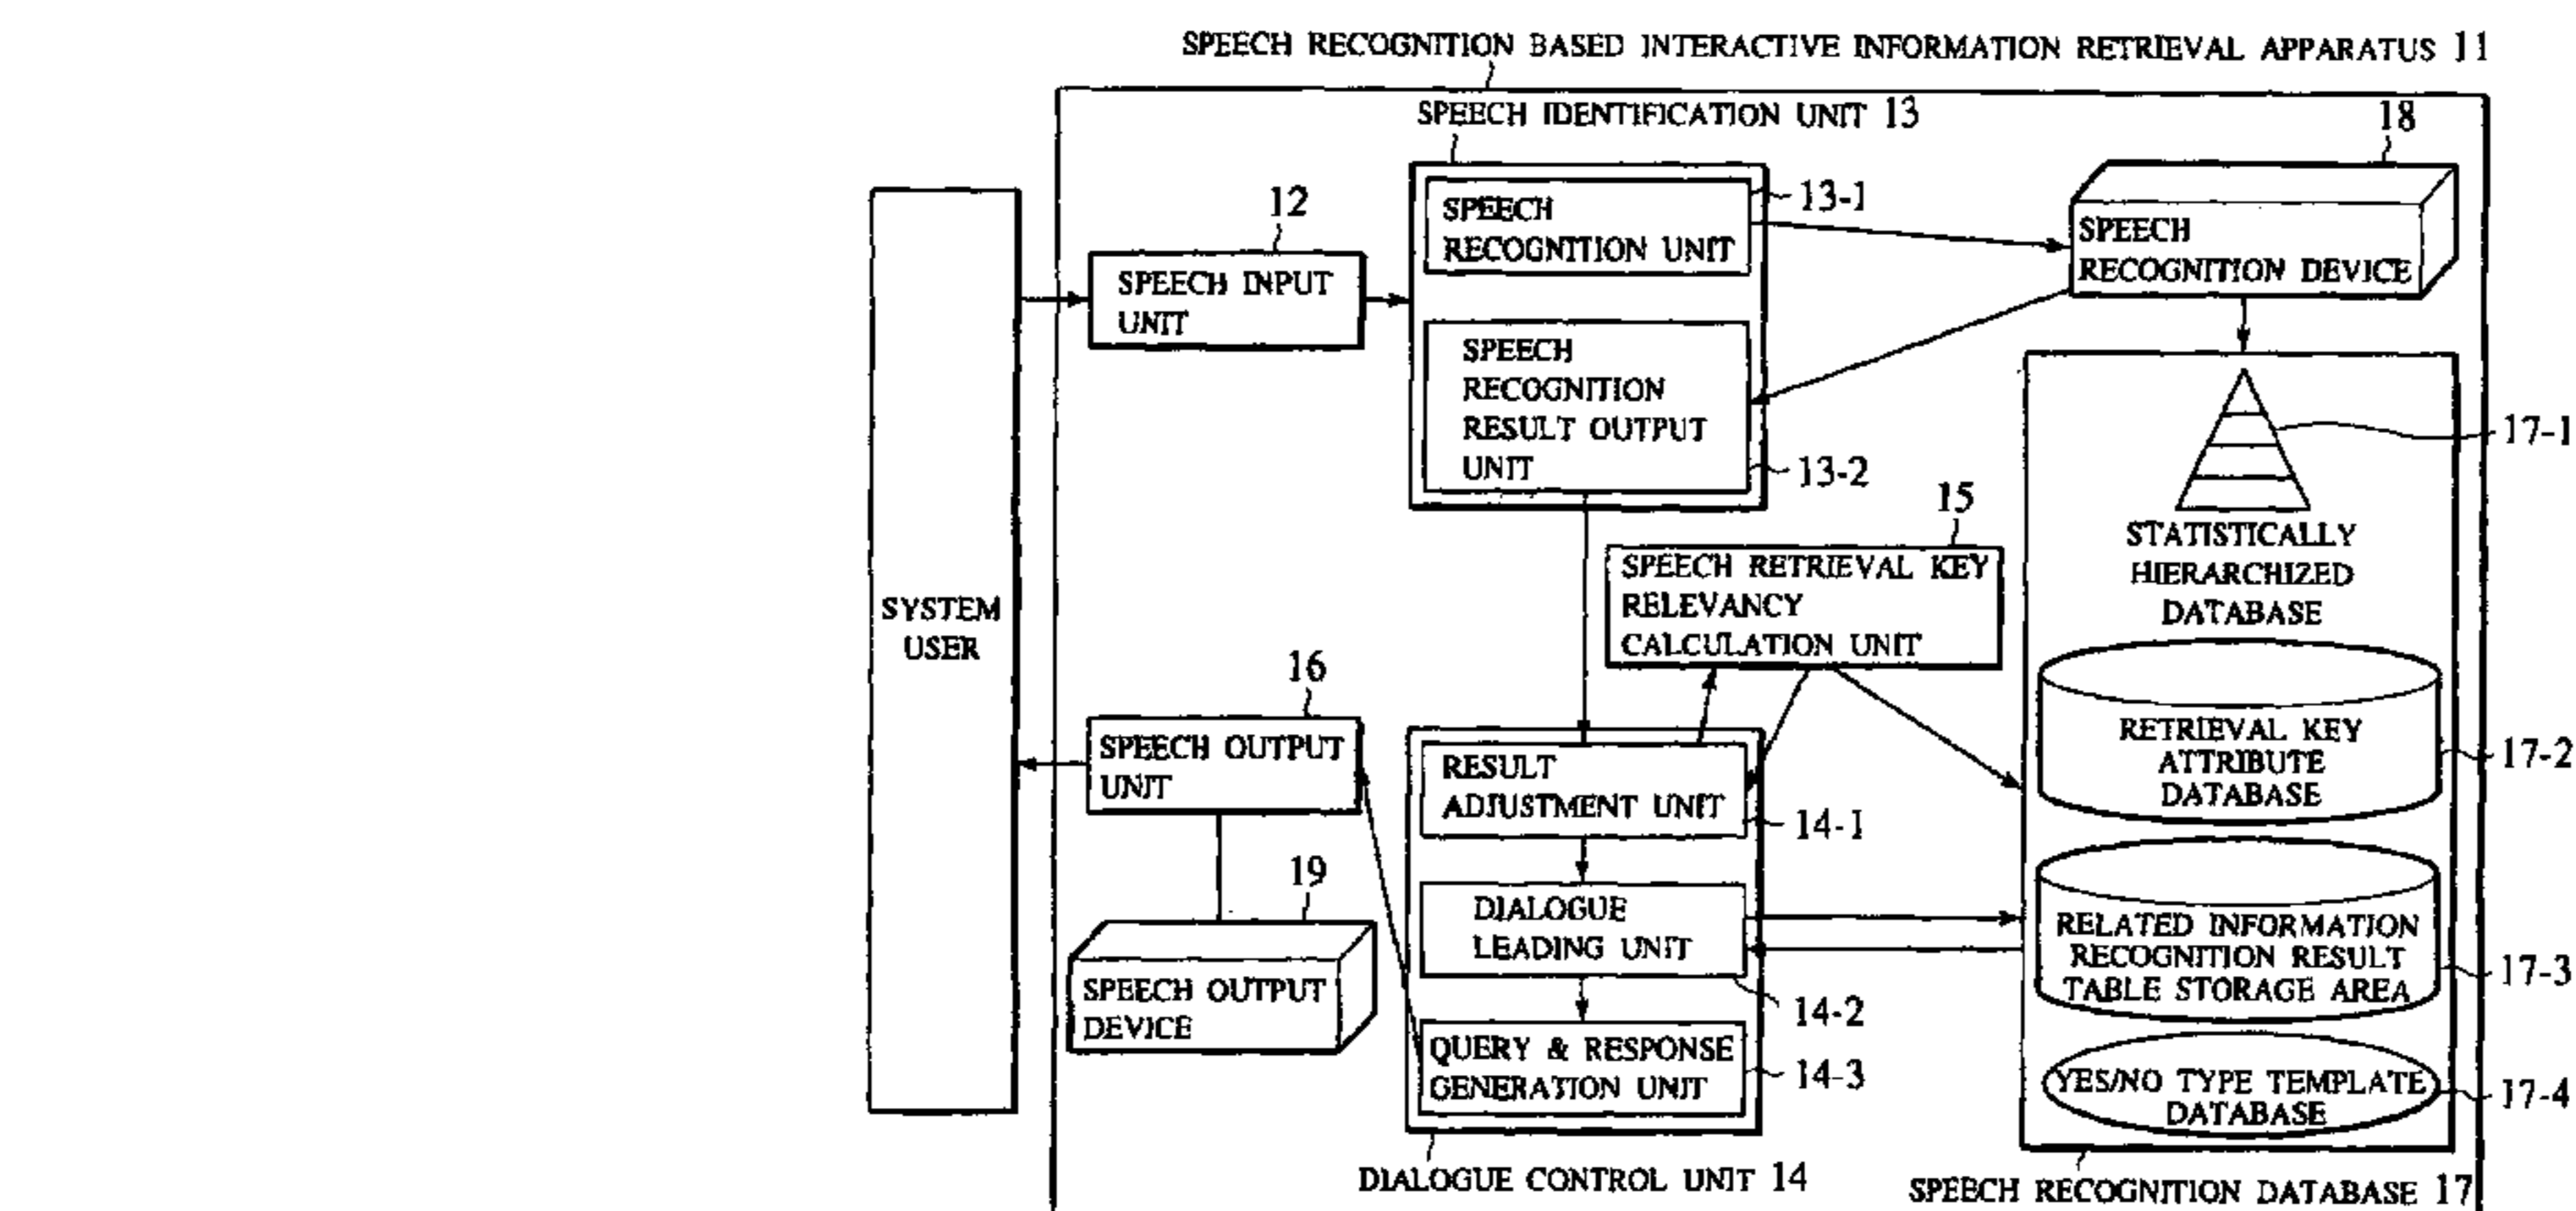 SPEECH RECOGNITION BASED INTERACTIVE INFORMATION RETRIEVAL APPARATUS 11
SPEECH IDENTIFICATION UNIT 13
18
13-1
SPEECH
RECOGNITION UNIT
12
SPEECH INPUT
UNIT
SPEECH
RECOGNITION DEVICE
SPEECH
RECOGNITION
RESULT OUTPUT
UNIT
13-2
17-1
STATISTICALLY
HIERARCHIZED
DATABASE
15
SPEECH RETRIEVAL KEY
RELEVANCY
CALCULATION UNIT
SYSTEM
USER
16
SPEECH OUTPUT
UNIT
RETRIEVAL KEY
ATTRIBUTE
DATABASE
17-2
RESULT
ADJUSTMENT UNIT
14-1
19
SPEECH OUTPUT
DEVICE
DIALOGUE
LEADING UNIT
14-2
RELATED INFORMATION
RECOGNITION RESULT
TABLE STORAGE AREA
17-3
QUERY & RESPONSE
GENERATION UNIT
14-3
YES/NO TYPE TEMPLATE
DATABASE
17-4
DIALOGUE CONTROL UNIT 14
SPEECH RECOGNITION DATABASE 17